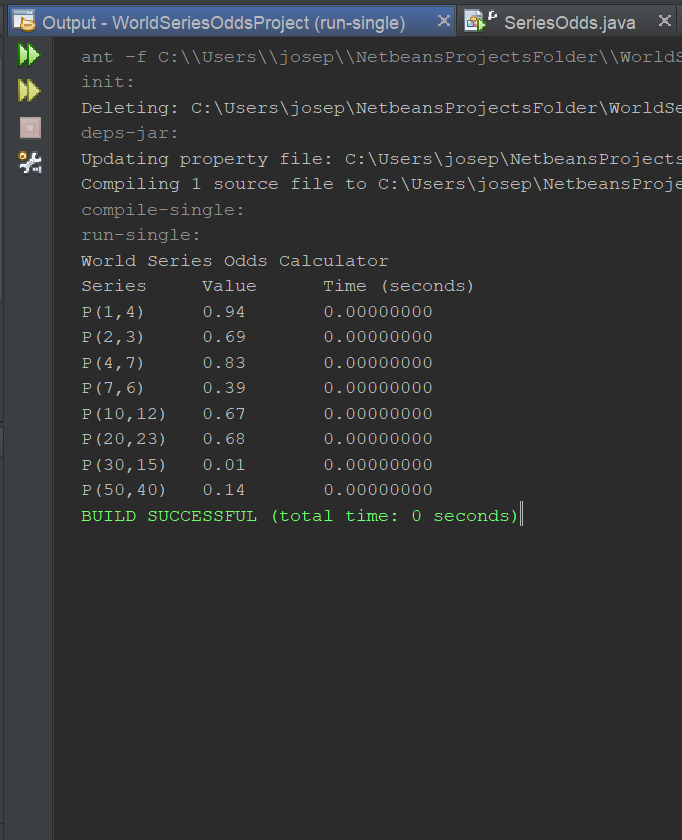 Output - WorldSeriesOddsProject (run-single)
SeriesOdds.java
ant -f C:\\Users\\josep\\NetbeansProjectsFolder\\WorldS
init:
Deleting: C:\Users\josep\NetbeansProjectsFolder\WorldSe
deps-jar:
Updating property file: C:\Users\josep\NetbeansProjects
Compiling 1 source file to C:\Users\josep\NetbeansProje
compile-single:
run-single:
World Series Odds Calculator
Series Value Time (seconds)
P(1,4) 0.94 0.00000000
P(2,3) 0.69 0.00000000
P(4,7) 0.83 0.00000000
P(7,6) 0.39 0.00000000
P(10,12) 0.67 0.00000000
P(20,23) 0.68 0.00000000
P(30,15) 0.01 0.00000000
P(50,40) 0.14 0.00000000
BUILD SUCCESSFUL (total time: 0 seconds)